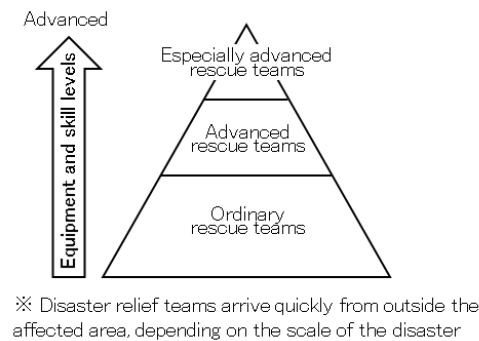 Advanced
Equipment and skill levels
Especially advanced
rescue teams
Advanced
rescue teams
Ordinary
rescue teams
※ Disaster relief teams arrive quickly from outside the
affected area, depending on the scale of the disaster